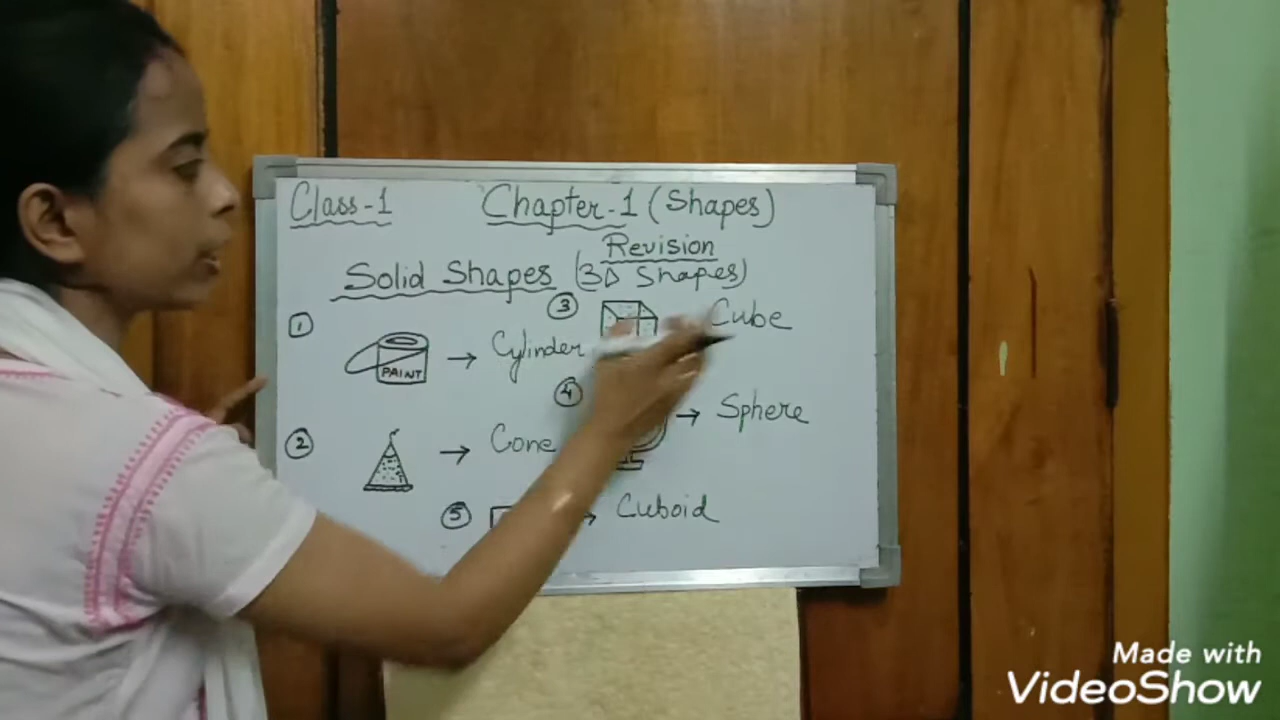 Class-1 Chapter-1 (Shapes)
Revision
Solid Shapes (3D Shapes)
1 PAINT → Cylinder
2 → Cone
3 Cube
4 → Sphere
5 → Cuboid
Made with
VideoShow